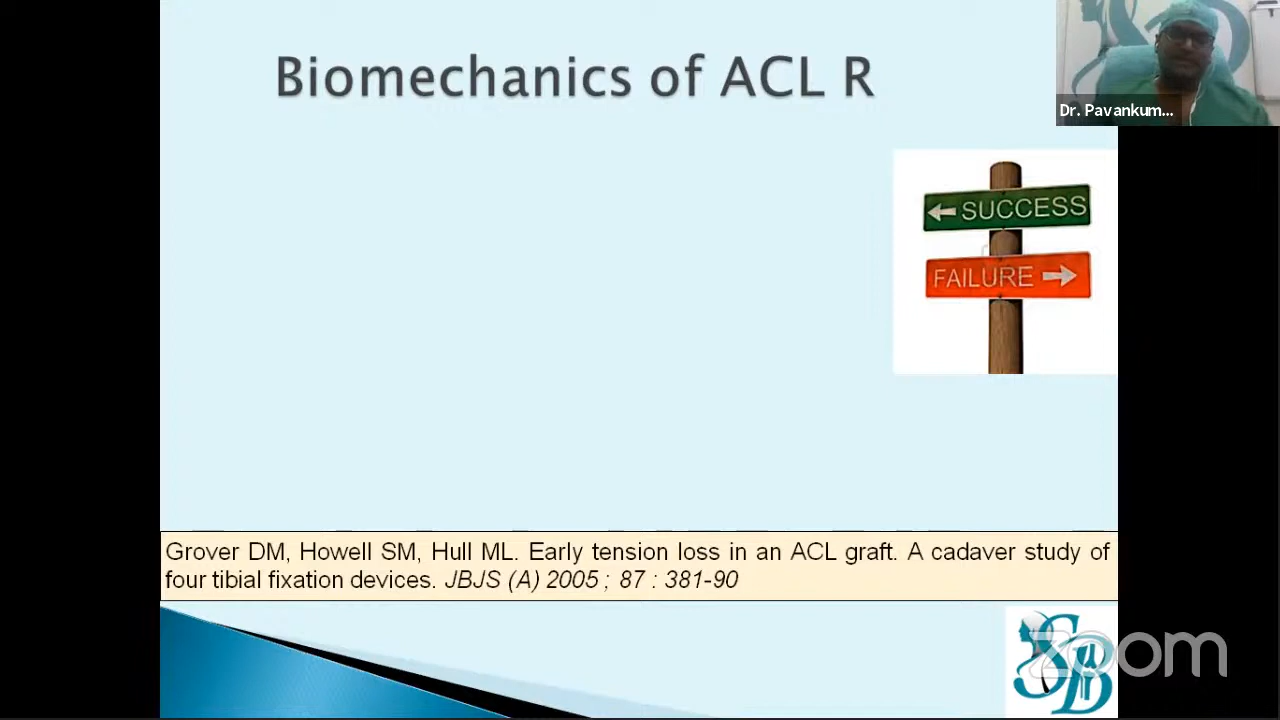 Biomechanics of ACL R
Dr. Pavankum...
SUCCESS
FAILURE
Grover DM, Howell SM, Hull ML. Early tension loss in an ACL graft. A cadaver study of
four tibial fixation devices. JBJS (A) 2005 ; 87 : 381-90
zoom